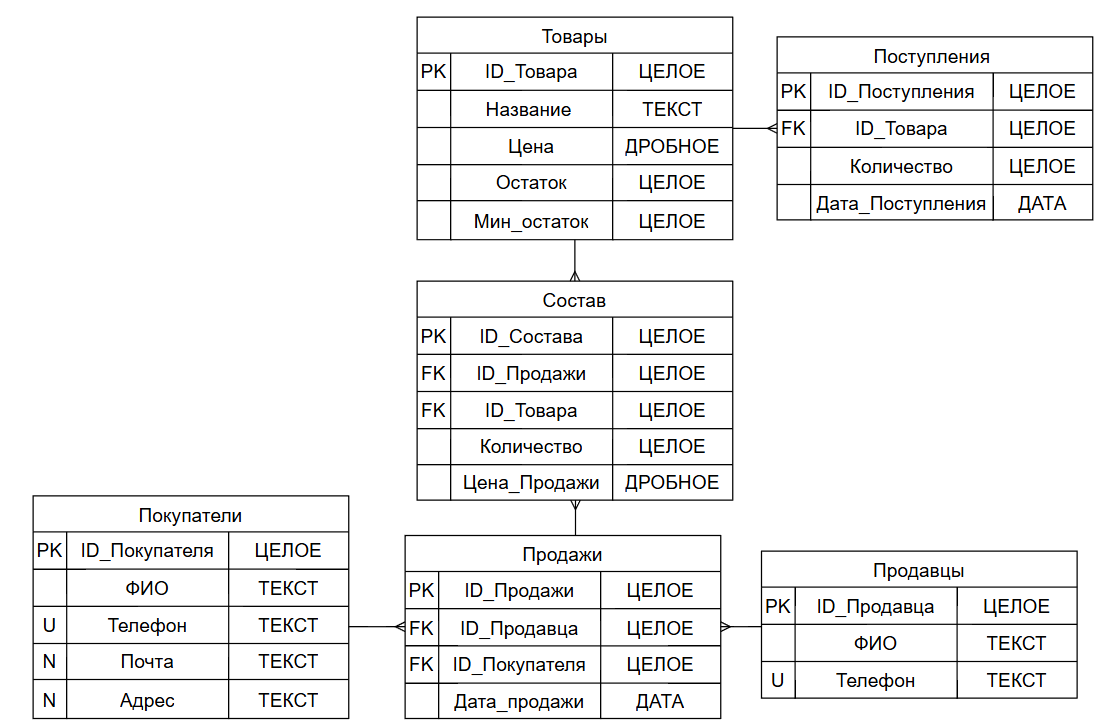 Товары
PK ID_Товара ЦЕЛОЕ
Название ТЕКСТ
Цена ДРОБНОЕ
Остаток ЦЕЛОЕ
Мин_остаток ЦЕЛОЕ
Поступления
PK ID_Поступления ЦЕЛОЕ
FK ID_Товара ЦЕЛОЕ
Количество ЦЕЛОЕ
Дата_Поступления ДАТА
Состав
PK ID_Состава ЦЕЛОЕ
FK ID_Продажи ЦЕЛОЕ
FK ID_Товара ЦЕЛОЕ
Количество ЦЕЛОЕ
Цена_Продажи ДРОБНОЕ
Покупатели
PK ID_Покупателя ЦЕЛОЕ
ФИО ТЕКСТ
U Телефон ТЕКСТ
N Почта ТЕКСТ
N Адрес ТЕКСТ
Продажи
PK ID_Продажи ЦЕЛОЕ
FK ID_Продавца ЦЕЛОЕ
FK ID_Покупателя ЦЕЛОЕ
Дата_продажи ДАТА
Продавцы
PK ID_Продавца ЦЕЛОЕ
ФИО ТЕКСТ
U Телефон ТЕКСТ